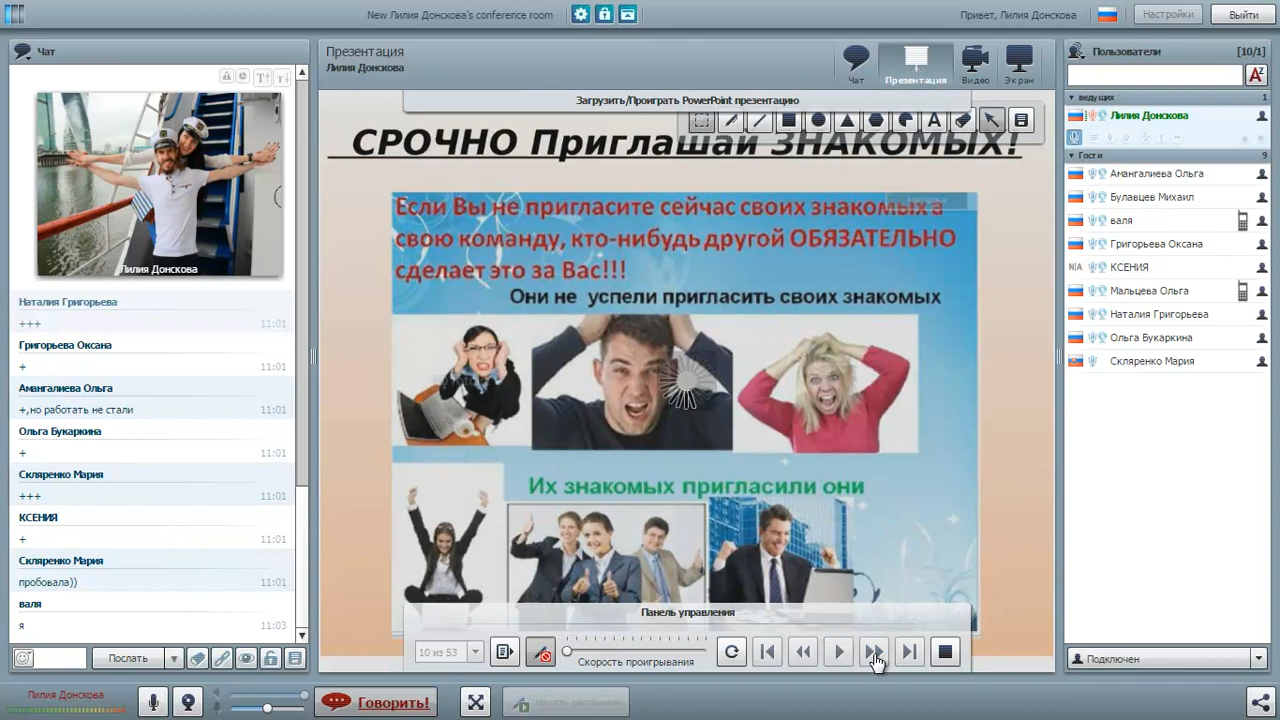 New Лилия Донскова's conference room
Привет, Лилия Донскова
Настройки
Выйти
Чат
Лилия Донскова
Наталия Григорьева
+++ 11:01
Григорьева Оксана
+ 11:01
Амангалиева Ольга
+,но работать не стали 11:01
Ольга Букаркина
+ 11:01
Скляренко Мария
+++ 11:01
КСЕНИЯ
+ 11:01
Скляренко Мария
пробовала)) 11:01
валя
я 11:03
Послать
Презентация
Лилия Донскова
Чат
Презентация
Видео
Экран
Загрузить/Проиграть PowerPoint презентацию
СРОЧНО Приглашай ЗНАКОМЫХ!
Если Вы не пригласите сейчас своих знакомых в
свою команду, кто-нибудь другой ОБЯЗАТЕЛЬНО
сделает это за Вас!!!
Они не успели пригласить своих знакомых
Их знакомых пригласили они
Панель управления
10 из 53
Скорость проигрывания
Пользователи [10/1]
ведущих 1
Лилия Донскова
Гости 9
Амангалиева Ольга
Булавцев Михаил
валя
Григорьева Оксана
N/A КСЕНИЯ
Мальцева Ольга
Наталия Григорьева
Ольга Букаркина
Скляренко Мария
Подключен
Лилия Донскова
Говорить!
Начать рисование